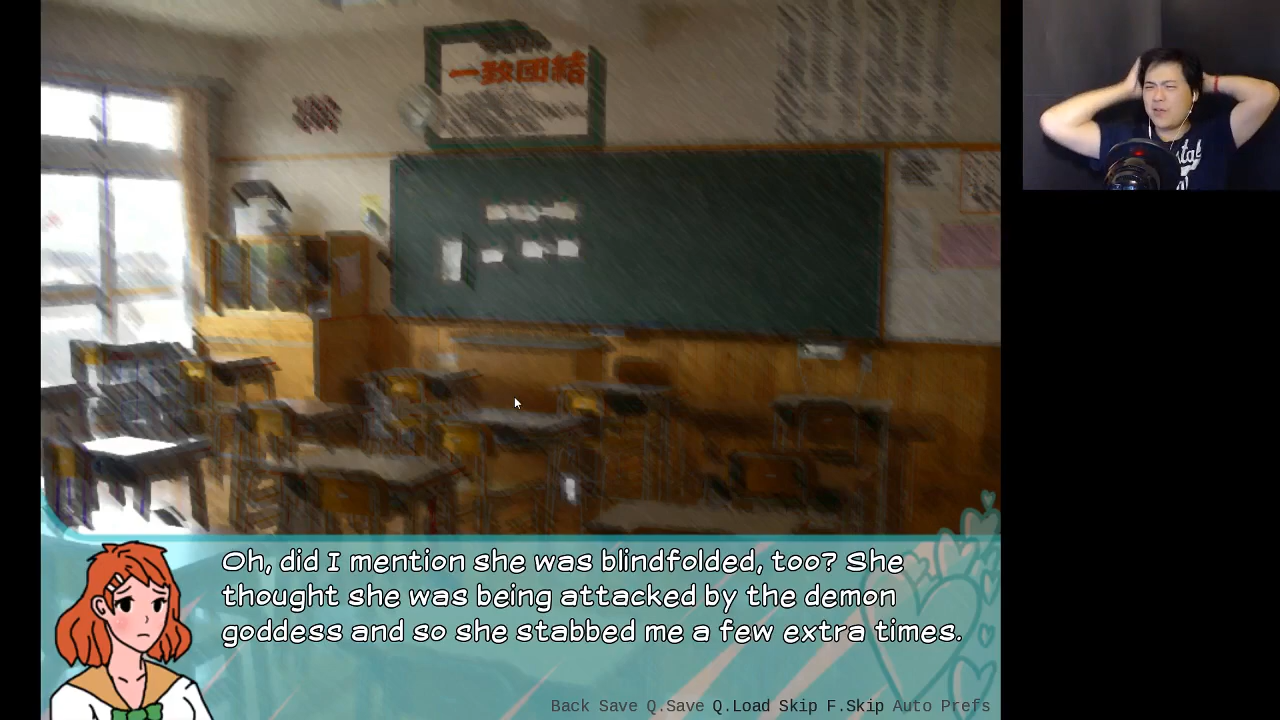 一致団結
Oh, did I mention she was blindfolded, too? She
thought she was being attacked by the demon
goddess and so she stabbed me a few extra times.
Back Save Q.Save Q.Load Skip F.Skip Auto Prefs